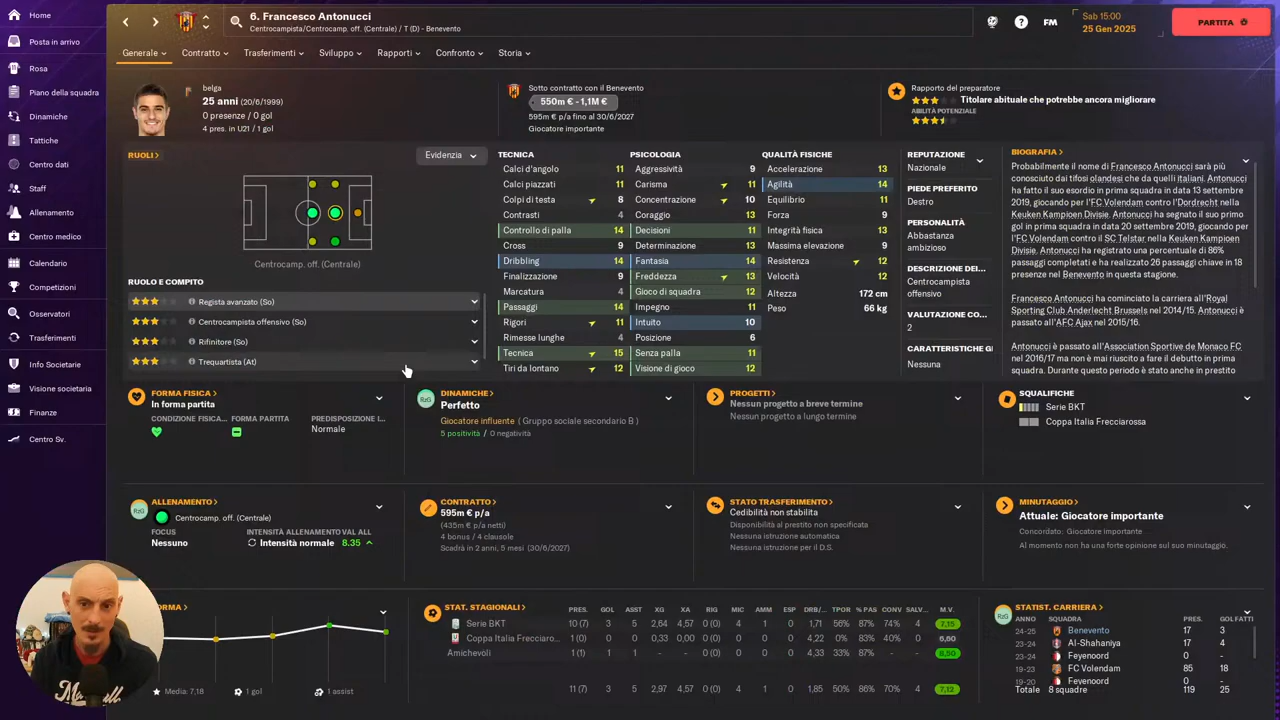 Home
Posta in arrivo
Rosa
Piano della squadra
Dinamiche
Tattiche
Centro dati
Staff
Allenamento
Centro medico
Calendario
Competizioni
Osservatori
Trasferimenti
Info Societarie
Visione societaria
Finanze
Centro Sv.
6. Francesco Antonucci
Centrocampista/Centrocamp. off. (Centrale) / T (D) - Benevento
FM
Sab 15:00
25 Gen 2025
PARTITA
Generale
Contratto
Trasferimenti
Sviluppo
Rapporti
Confronto
Storia
belga
25 anni (20/6/1999)
0 presenze / 0 gol
4 pres. in U21 / 1 gol
Sotto contratto con il Benevento
550m € - 1,1M €
595m € p/a fino al 30/6/2027
Giocatore importante
Rapporto del preparatore
Titolare abituale che potrebbe ancora migliorare
ABILITÀ POTENZIALE
RUOLI
Evidenzia
Centrocamp. off. (Centrale)
RUOLO E COMPITO
Regista avanzato (So)
Centrocampista offensivo (So)
Rifinitore (So)
Trequartista (At)
TECNICA
Calci d'angolo 11
Calci piazzati 11
Colpi di testa 8
Contrasti 4
Controllo di palla 14
Cross 9
Dribbling 14
Finalizzazione 9
Marcatura 4
Passaggi 14
Rigori 11
Rimesse lunghe 4
Tecnica 15
Tiri da lontano 12
PSICOLOGIA
Aggressività 9
Carisma 11
Concentrazione 10
Coraggio 13
Decisioni 11
Determinazione 13
Fantasia 14
Freddezza 13
Gioco di squadra 12
Impegno 11
Intuito 10
Posizione 6
Senza palla 11
Visione di gioco 12
QUALITÀ FISICHE
Accelerazione 13
Agilità 14
Equilibrio 11
Forza 9
Integrità fisica 13
Massima elevazione 9
Resistenza 12
Velocità 12
Altezza 172 cm
Peso 66 kg
REPUTAZIONE
Nazionale
PIEDE PREFERITO
Destro
PERSONALITÀ
Abbastanza
ambizioso
DESCRIZIONE DEI...
Centrocampista
offensivo
VALUTAZIONE CO...
2
CARATTERISTICHE GI
Nessuna
BIOGRAFIA
Probabilmente il nome di Francesco Antonucci sarà più
conosciuto dai tifosi olandesi che da quelli italiani. Antonucci
ha fatto il suo esordio in prima squadra in data 13 settembre
2019, giocando per il FC Volendam contro il Dordrecht nella
Keuken Kampioen Divisie. Antonucci ha segnato il suo primo
gol in prima squadra in data 20 settembre 2019, giocando per
il FC Volendam contro il SC Telstar nella Keuken Kampioen
Divisie. Antonucci ha registrato una percentuale di 86%
passaggi completati e ha realizzato 26 passaggi chiave in 18
presenze nel Benevento in questa stagione.
Francesco Antonucci ha cominciato la carriera all'Royal
Sporting Club Anderlecht Brussels nel 2014/15. Antonucci è
passato all'AFC Ajax nel 2015/16.
Antonucci è passato all'Association Sportive de Monaco FC
nel 2016/17 ma non è mai riuscito a fare il debutto in prima
squadra. Durante questo periodo è stato anche in prestito
FORMA FISICA
In forma partita
CONDIZIONE FISICA...
FORMA PARTITA
PREDISPOSIZIONE I...
Normale
DINAMICHE
Perfetto
Giocatore influente ( Gruppo sociale secondario B )
5 positività / 0 negatività
PROGETTI
Nessun progetto a breve termine
Nessun progetto a lungo termine
SQUALIFICHE
Serie BKT
Coppa Italia Frecciarossa
ALLENAMENTO
Centrocamp. off. (Centrale)
FOCUS
Nessuno
INTENSITÀ ALLENAMENTO
Intensità normale
VAL ALL
8.35
CONTRATTO
595m € p/a
(435m € p/a netti)
4 bonus / 4 clausole
Scadrà in 2 anni, 5 mesi (30/6/2027)
STATO TRASFERIMENTO
Cedibilità non stabilita
Disponibilità al prestito non specificata
Nessuna istruzione automatica
Nessuna istruzione per il D.S.
MINUTAGGIO
Attuale: Giocatore importante
Concordato: Giocatore importante
Al momento non ha una forte opinione sul suo minutaggio.
ORMA
Media: 7,18
1 gol
1 assist
STAT. STAGIONALI PRES. GOL ASST XG XA RIG MIC AMM ESP DRB/... TPOR % PAS CONV SALV... M.V.
Serie BKT 10 (7) 3 5 2,64 4,57 0 (0) 4 1 0 1,71 56% 87% 74% 4 7,15
Coppa Italia Frecciaro... 1 (0) 0 0 0,33 0,00 0 (0) 0 0 0 4,22 0% 83% 40% 0 6,60
Amichevoli 1 (1) 1 0 - - 0 (0) 0 0 0 4,33 33% 87% - - 8,50
11 (7) 3 5 2,97 4,57 0 (0) 4 1 0 1,85 50% 86% 70% 4 7,12
STATIST. CARRIERA
ANNO SQUADRA PRES. GOL FATTI
24-25 Benevento 17 3
23-24 Al-Shahaniya 17 4
23-24 Feyenoord 0 -
19-23 FC Volendam 85 18
19-20 Feyenoord 0 -
Totale 8 squadre 119 25